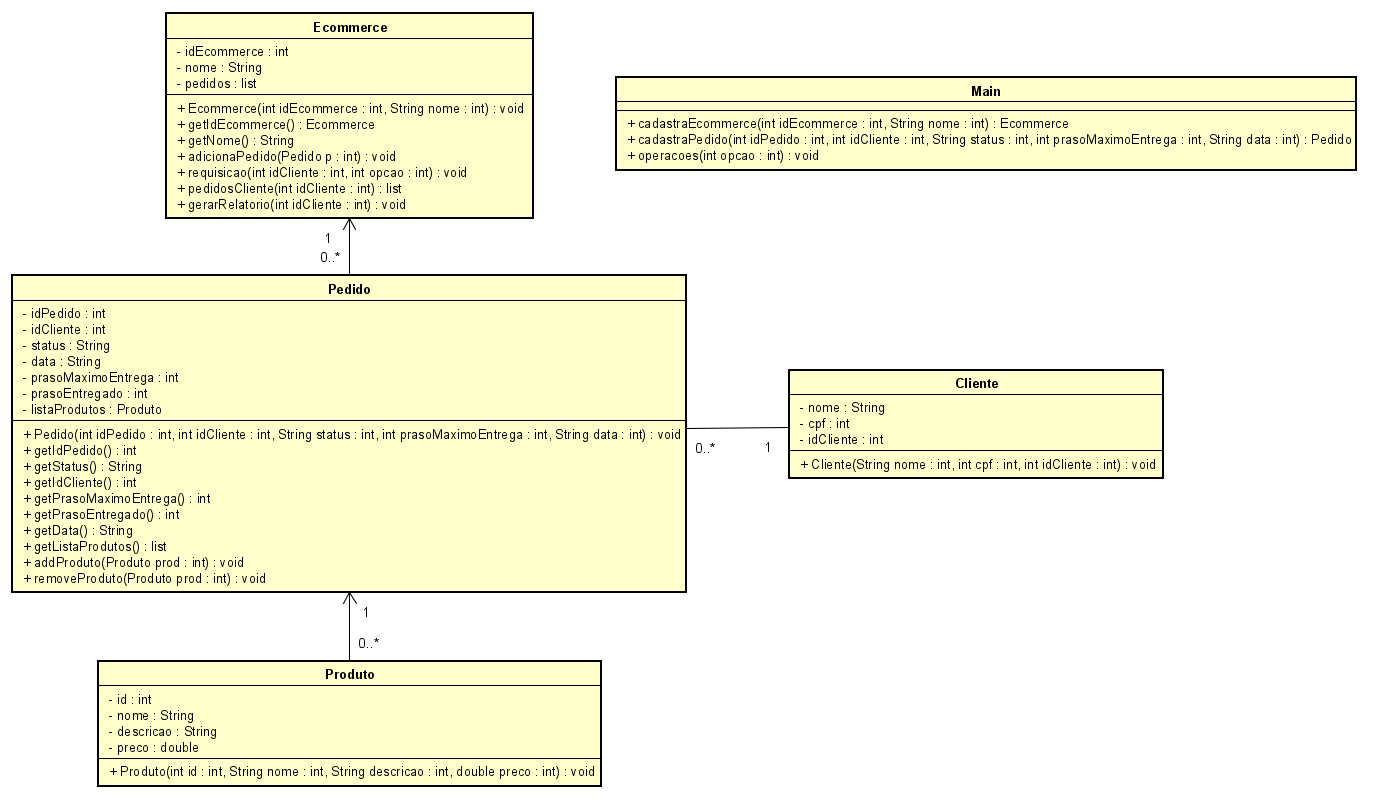 Ecommerce
- idEcommerce : int
- nome : String
- pedidos : list
+ Ecommerce(int idEcommerce : int, String nome : int) : void
+ getIdEcommerce() : Ecommerce
+ getNome() : String
+ adicionaPedido(Pedido p : int) : void
+ requisicao(int idCliente : int, int opcao : int) : void
+ pedidosCliente(int idCliente : int) : list
+ gerarRelatorio(int idCliente : int) : void
Main
+ cadastraEcommerce(int idEcommerce : int, String nome : int) : Ecommerce
+ cadastraPedido(int idPedido : int, int idCliente : int, String status : int, int prasoMaximoEntrega : int, String data : int) : Pedido
+ operacoes(int opcao : int) : void
1
0..*
Pedido
- idPedido : int
- idCliente : int
- status : String
- data : String
- prasoMaximoEntrega : int
- prasoEntregado : int
- listaProdutos : Produto
+ Pedido(int idPedido : int, int idCliente : int, String status : int, int prasoMaximoEntrega : int, String data : int) : void
+ getIdPedido() : int
+ getStatus() : String
+ getIdCliente() : int
+ getPrasoMaximoEntrega() : int
+ getPrasoEntregado() : int
+ getData() : String
+ getListaProdutos() : list
+ addProduto(Produto prod : int) : void
+ removeProduto(Produto prod : int) : void
0..*
1
Cliente
- nome : String
- cpf : int
- idCliente : int
+ Cliente(String nome : int, int cpf : int, int idCliente : int) : void
1
0..*
Produto
- id : int
- nome : String
- descricao : String
- preco : double
+ Produto(int id : int, String nome : int, String descricao : int, double preco : int) : void